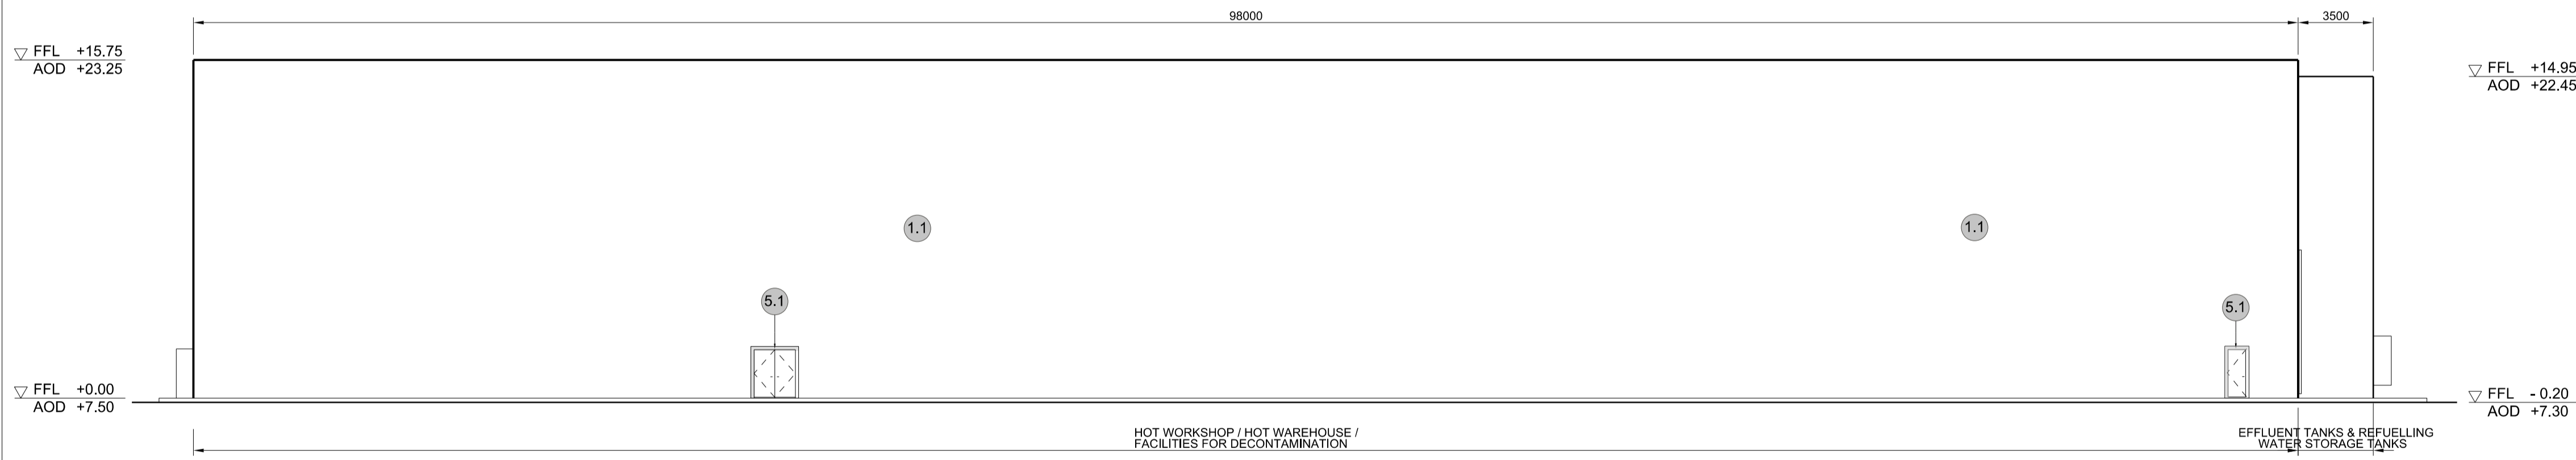 98000
3500
FFL +15.75
AOD +23.25
FFL +14.95
AOD +22.45
1.1
1.1
5.1
5.1
FFL +0.00
AOD +7.50
FFL - 0.20
AOD +7.30
HOT WORKSHOP / HOT WAREHOUSE /
FACILITIES FOR DECONTAMINATION
EFFLUENT TANKS & REFUELLING
WATER STORAGE TANKS